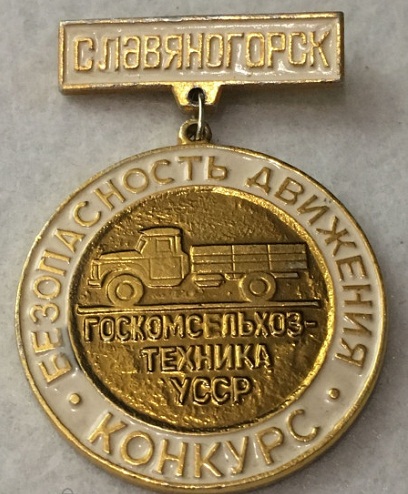 СЛАВЯНОГОРСК
БЕЗОПАСНОСТЬ ДВИЖЕНИЯ
ГОСКОМСЕЛЬХОЗ-
ТЕХНИКА
УССР
• КОНКУРС •